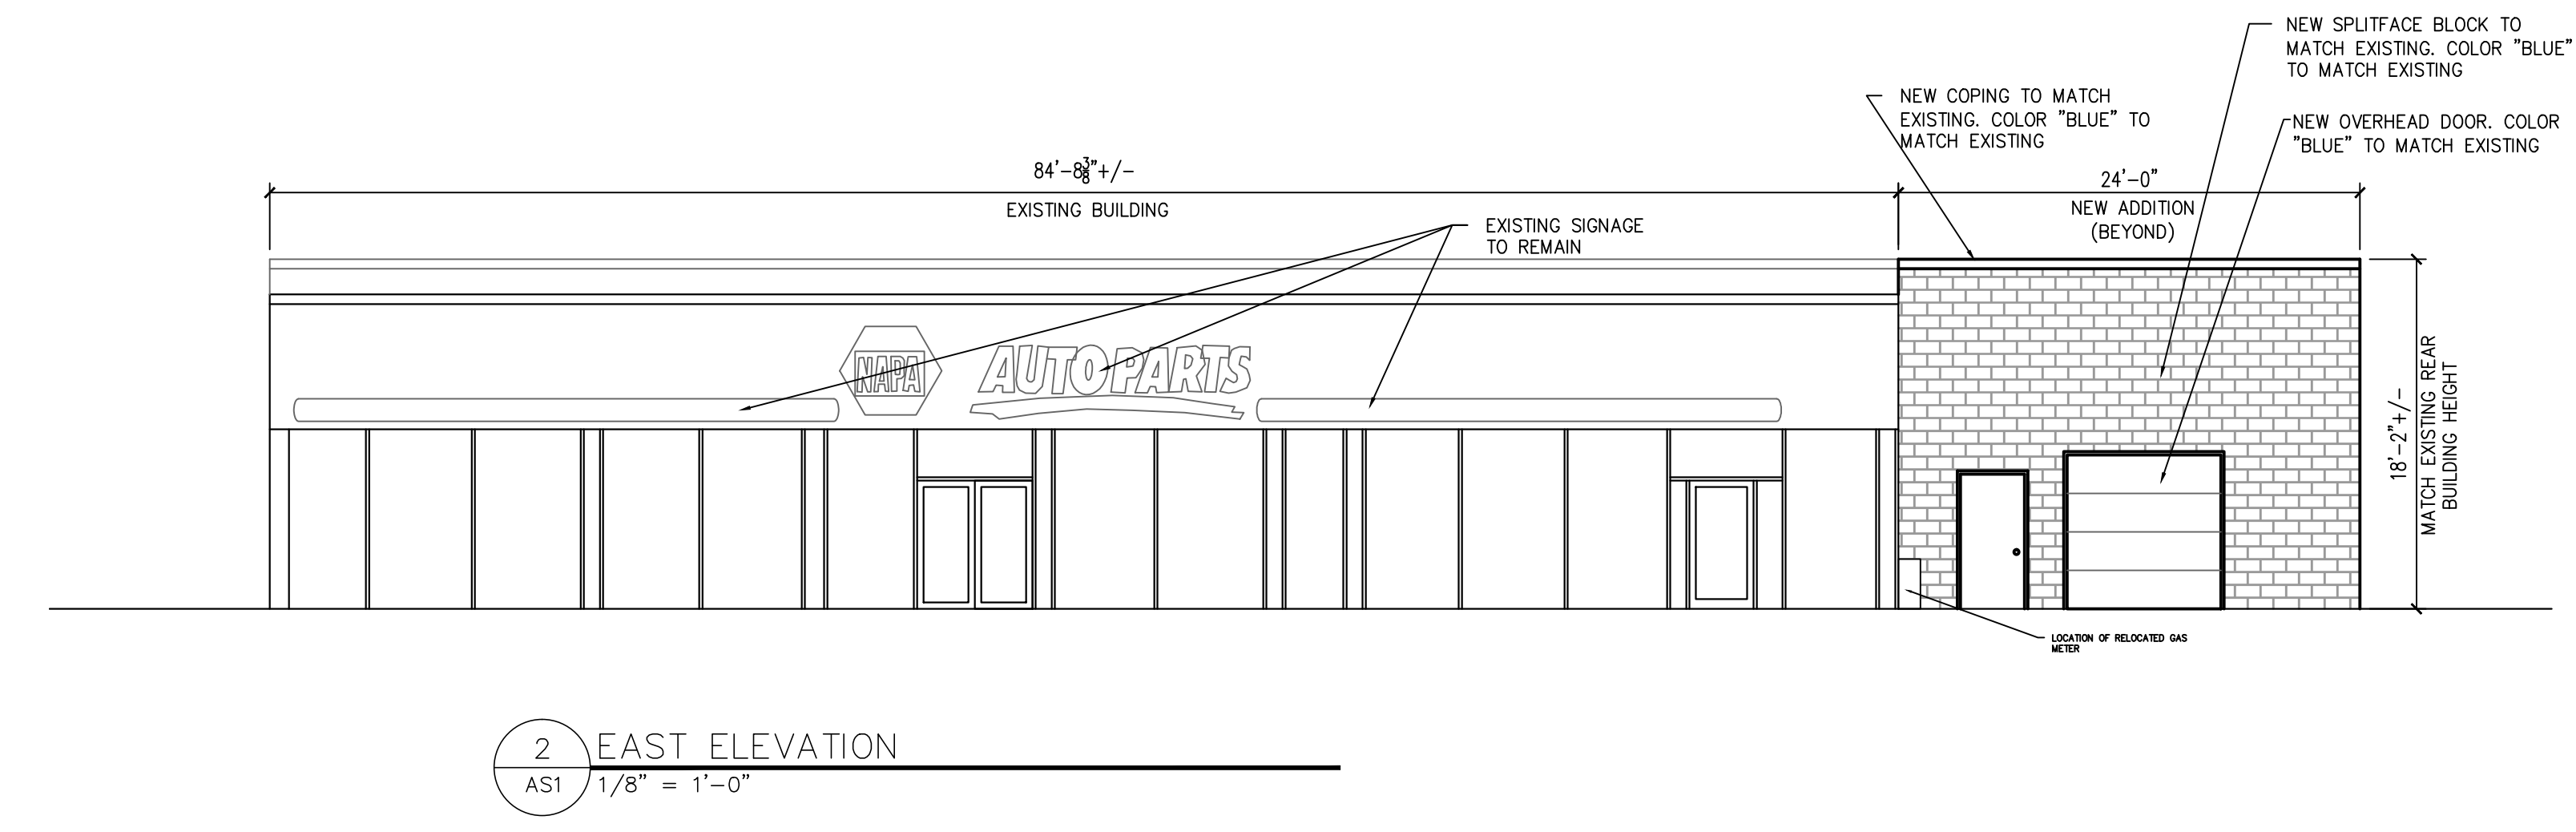 NEW SPLITFACE BLOCK TO
MATCH EXISTING. COLOR "BLUE"
TO MATCH EXISTING
NEW COPING TO MATCH
EXISTING. COLOR "BLUE" TO
MATCH EXISTING
NEW OVERHEAD DOOR. COLOR
"BLUE" TO MATCH EXISTING
84'-8 3/8"+/-
EXISTING BUILDING
24'-0"
NEW ADDITION
(BEYOND)
EXISTING SIGNAGE
TO REMAIN
NAPA
AUTOPARTS
18'-2"+/-
MATCH EXISTING REAR
BUILDING HEIGHT
LOCATION OF RELOCATED GAS
METER
2
EAST ELEVATION
AS1
1/8" = 1'-0"